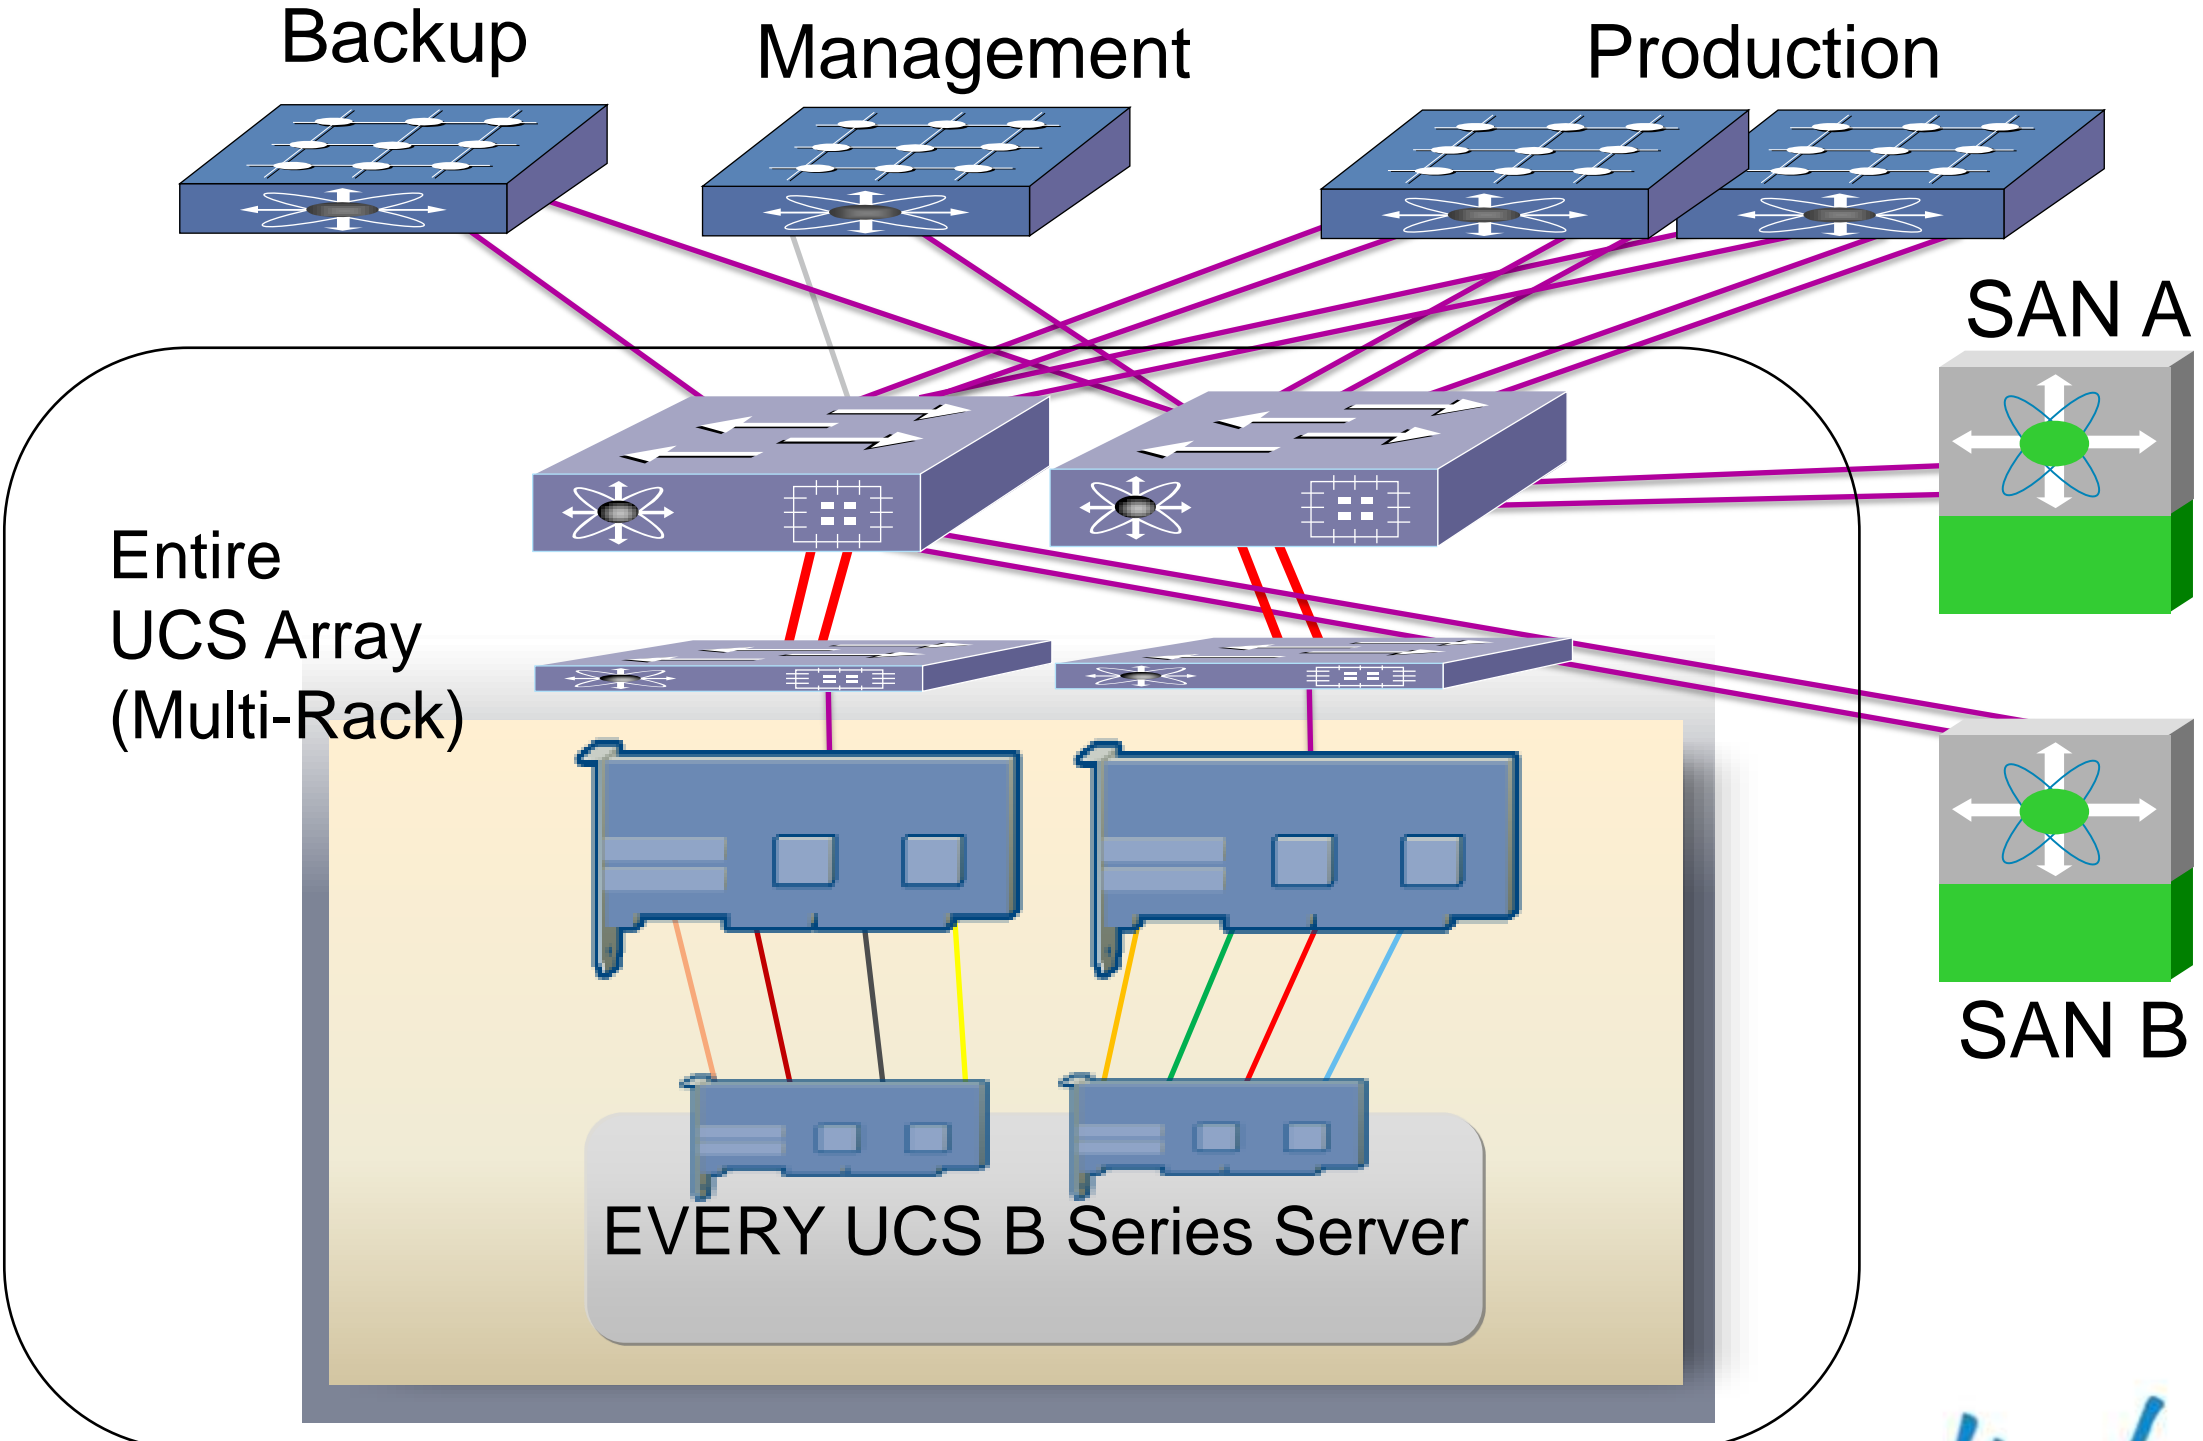 Backup
Management
Production
SAN A
Entire
UCS Array
(Multi-Rack)
SAN B
EVERY UCS B Series Server